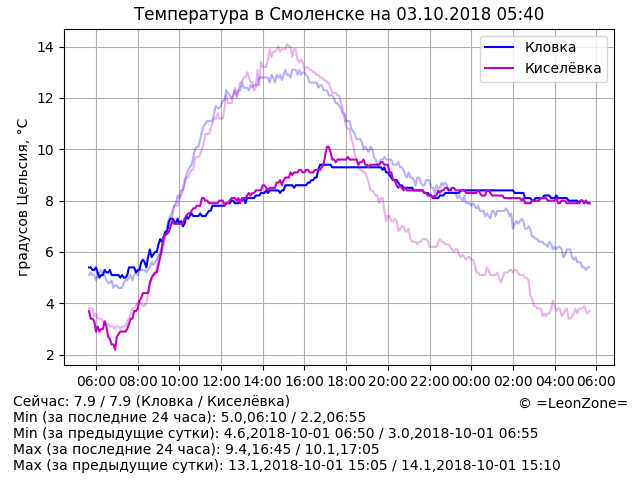 Температура в Смоленске на 03.10.2018 05:40
Кловка
Киселёвка
градусов Цельсия, °C
14
12
10
8
6
4
2
06:00 08:00 10:00 12:00 14:00 16:00 18:00 20:00 22:00 00:00 02:00 04:00 06:00
Сейчас: 7.9 / 7.9 (Кловка / Киселёвка)
© =LeonZone=
Min (за последние 24 часа): 5.0,06:10 / 2.2,06:55
Min (за предыдущие сутки): 4.6,2018-10-01 06:50 / 3.0,2018-10-01 06:55
Max (за последние 24 часа): 9.4,16:45 / 10.1,17:05
Max (за предыдущие сутки): 13.1,2018-10-01 15:05 / 14.1,2018-10-01 15:10